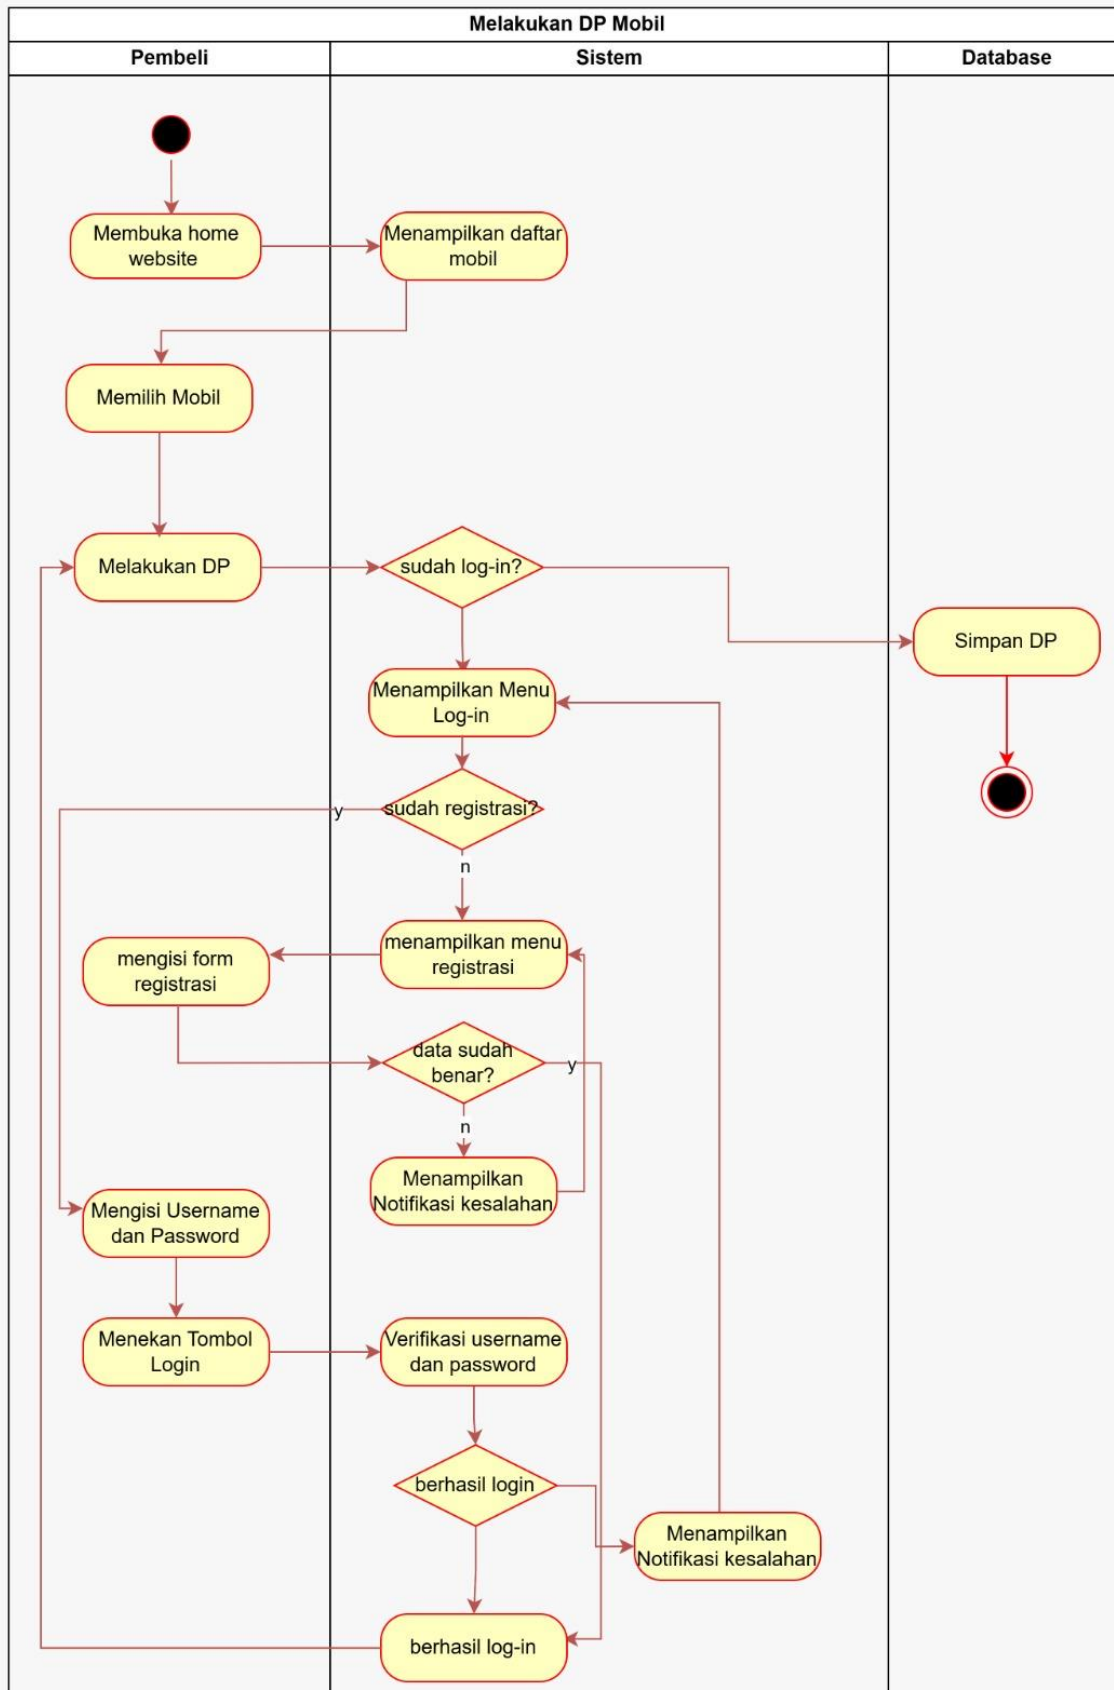 Melakukan DP Mobil
Pembeli
Sistem
Database
Membuka home
website
Menampilkan daftar
mobil
Memilih Mobil
Melakukan DP
sudah log-in?
Simpan DP
Menampilkan Menu
Log-in
sudah registrasi?
y
n
mengisi form
registrasi
menampilkan menu
registrasi
data sudah
benar?
y
n
Menampilkan
Notifikasi kesalahan
Mengisi Username
dan Password
Menekan Tombol
Login
Verifikasi username
dan password
berhasil login
Menampilkan
Notifikasi kesalahan
berhasil log-in